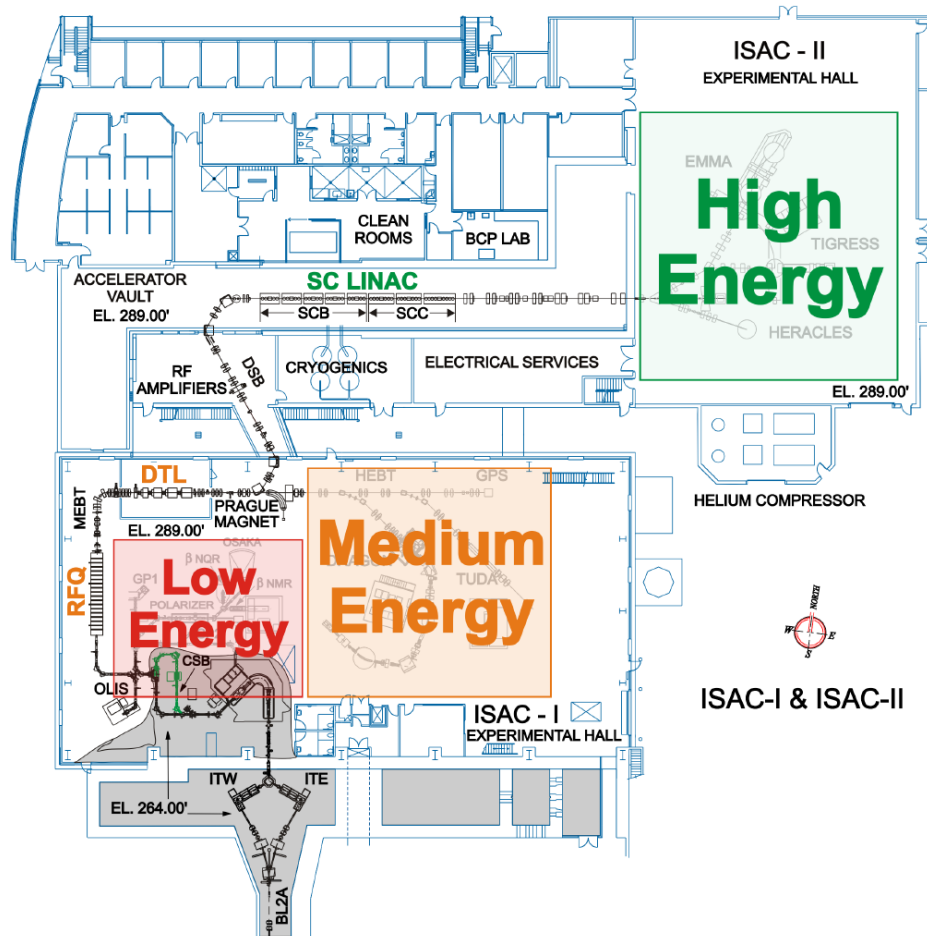 ISAC - II
EXPERIMENTAL HALL
EMMA
High
Energy
TIGRESS
HERACLES
CLEAN
ROOMS
BCP LAB
ACCELERATOR
VAULT
EL. 289.00'
SC LINAC
SCB
SCC
RF
AMPLIFIERS
DSB
CRYOGENICS
ELECTRICAL SERVICES
EL. 289.00'
HELIUM COMPRESSOR
MEBT
DTL
PRAGUE
MAGNET
EL. 289.00'
HEBT
GPS
Medium
Energy
TUDA
RFQ
OSAKA
β NQR
GP1
β NMR
POLARIZER
Low
Energy
CSB
OLIS
NORTH
W
E
S
ISAC-I & ISAC-II
ISAC - I
EXPERIMENTAL HALL
ITW
ITE
EL. 264.00'
BL2A